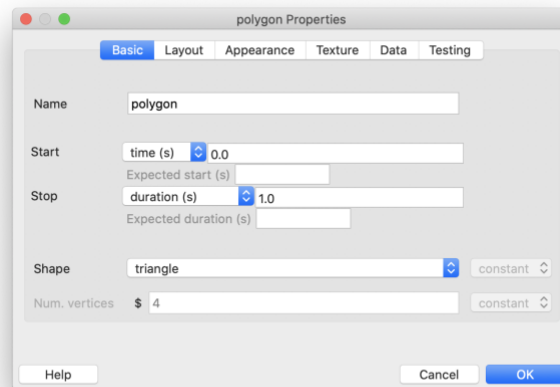 polygon Properties
Basic Layout Appearance Texture Data Testing
Name polygon
Start time (s) 0.0
Expected start (s)
Stop duration (s) 1.0
Expected duration (s)
Shape triangle constant
Num. vertices $ 4 constant
Help Cancel OK